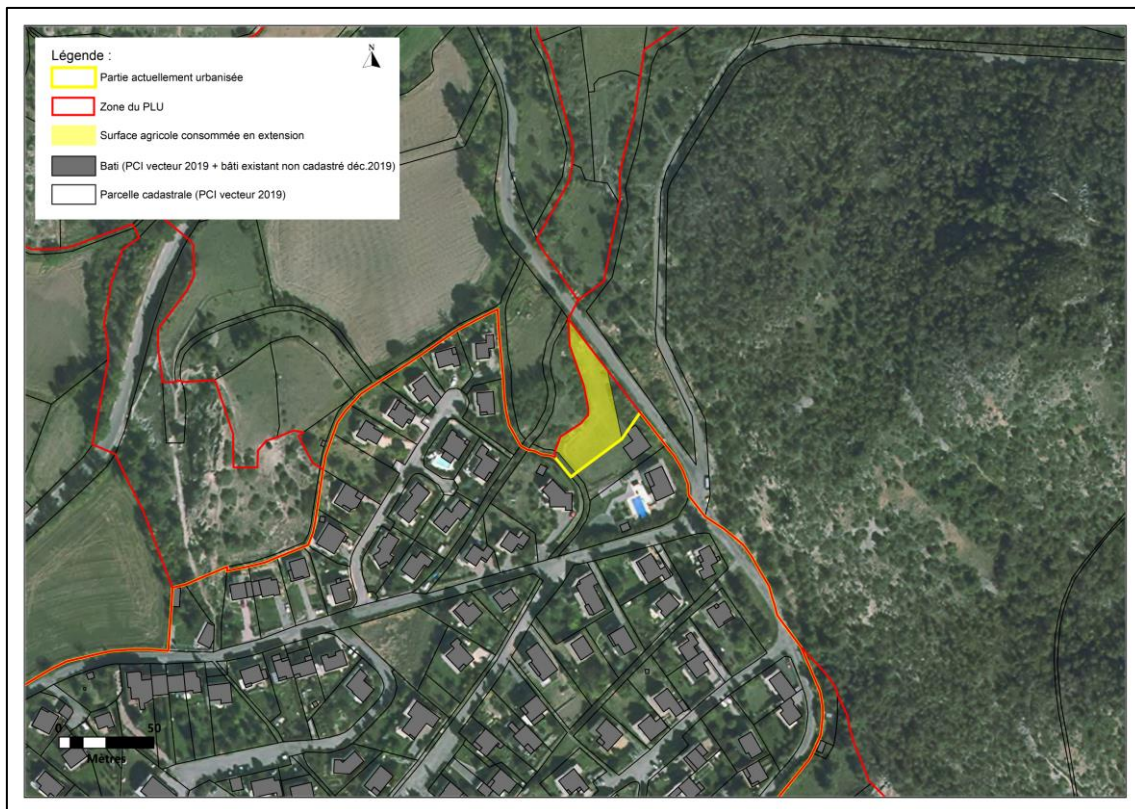 Légende :
N
Partie actuellement urbanisée
Zone du PLU
Surface agricole consommée en extension
Bati (PCI vecteur 2019 + bâti existant non cadastré déc.2019)
Parcelle cadastrale (PCI vecteur 2019)
0 50
Mètres